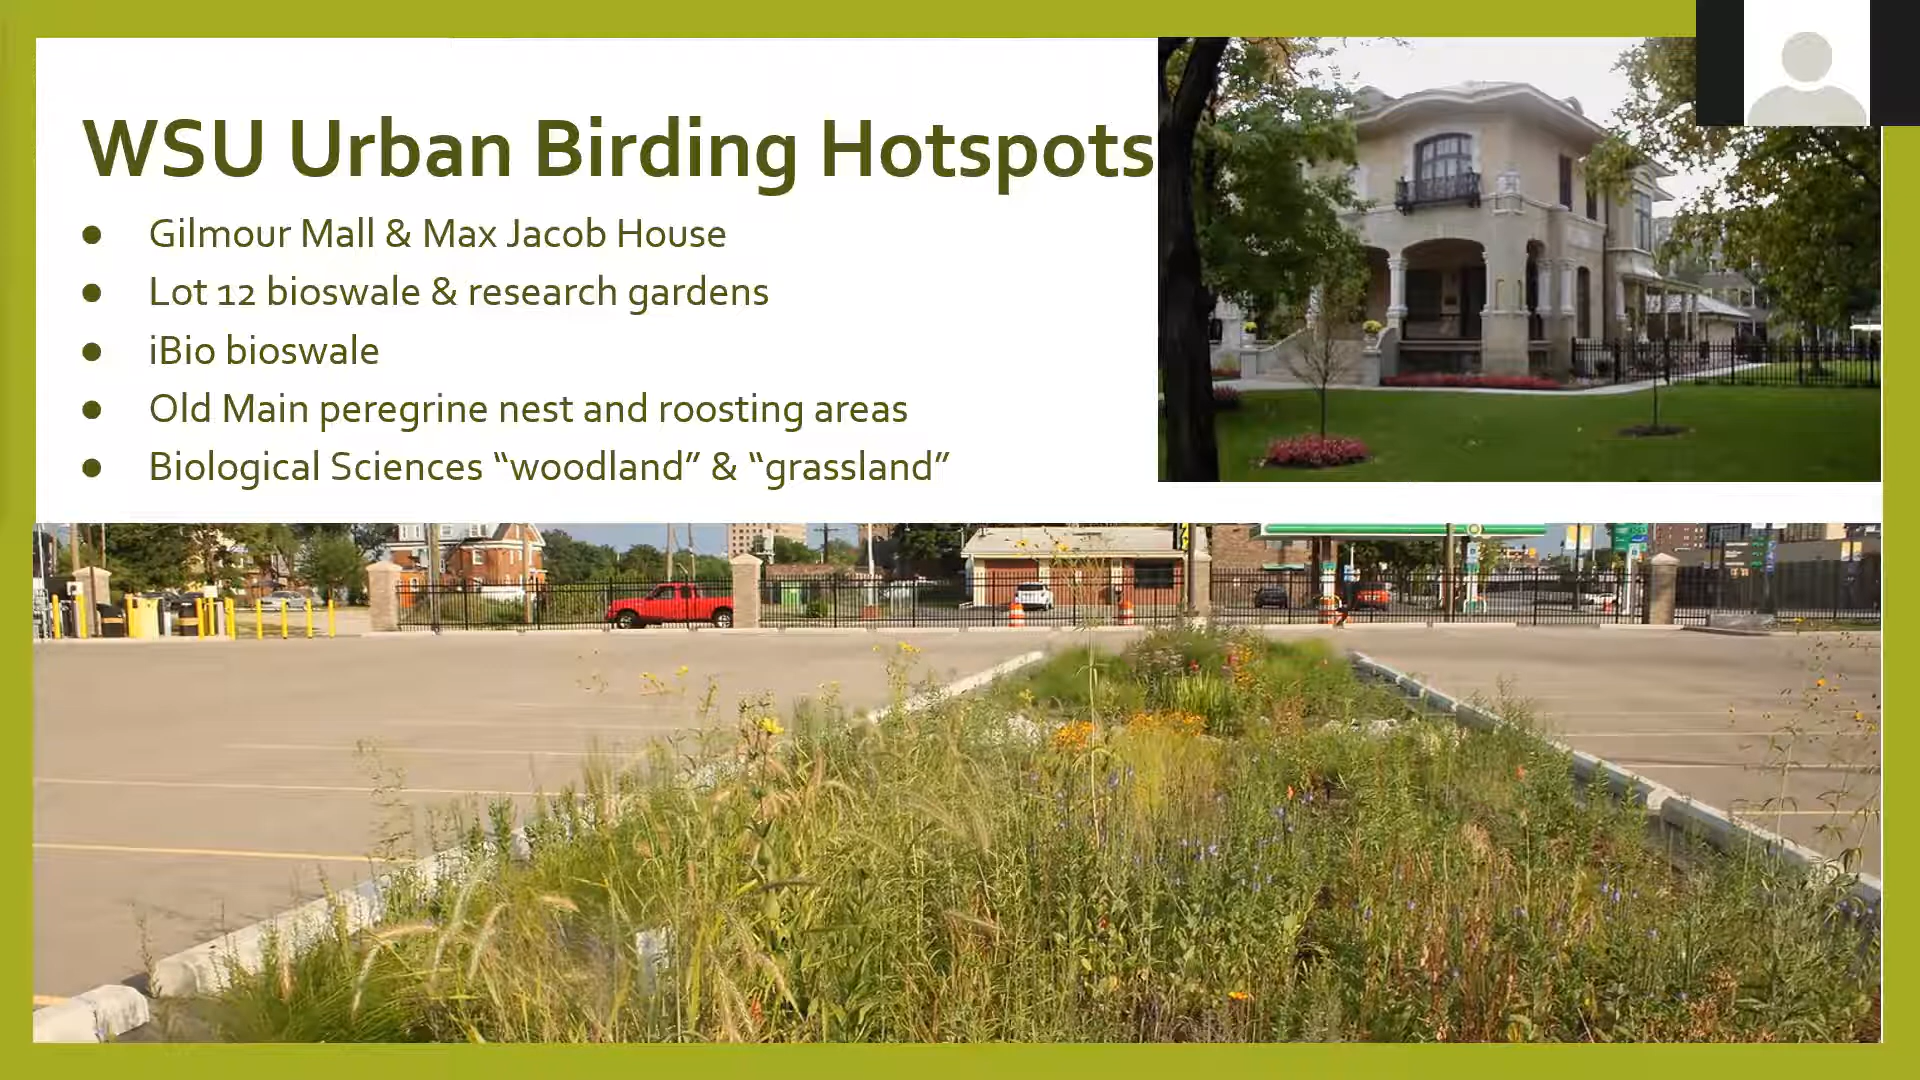 WSU Urban Birding Hotspots
● Gilmour Mall & Max Jacob House
● Lot 12 bioswale & research gardens
● iBio bioswale
● Old Main peregrine nest and roosting areas
● Biological Sciences “woodland” & “grassland”